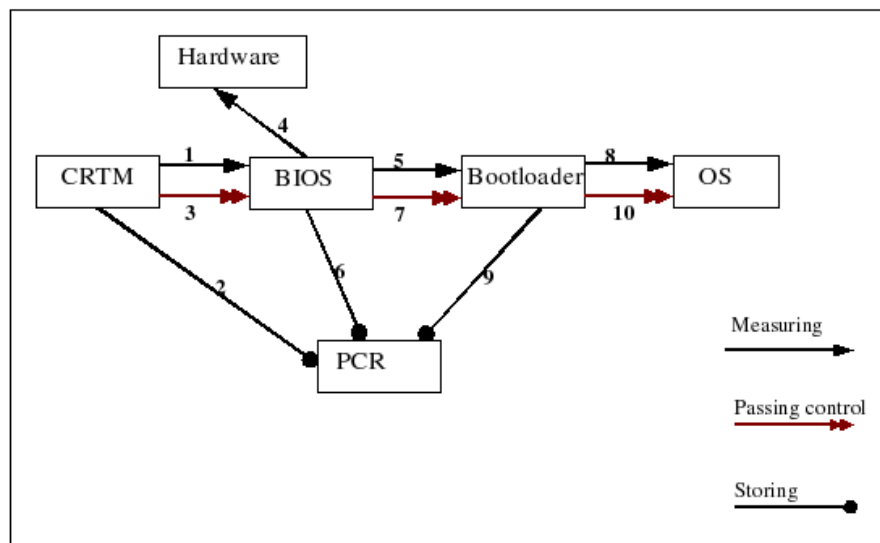 Hardware
4
1
5
8
CRTM
BIOS
Bootloader
OS
3
7
10
2
6
9
PCR
Measuring
Passing control
Storing